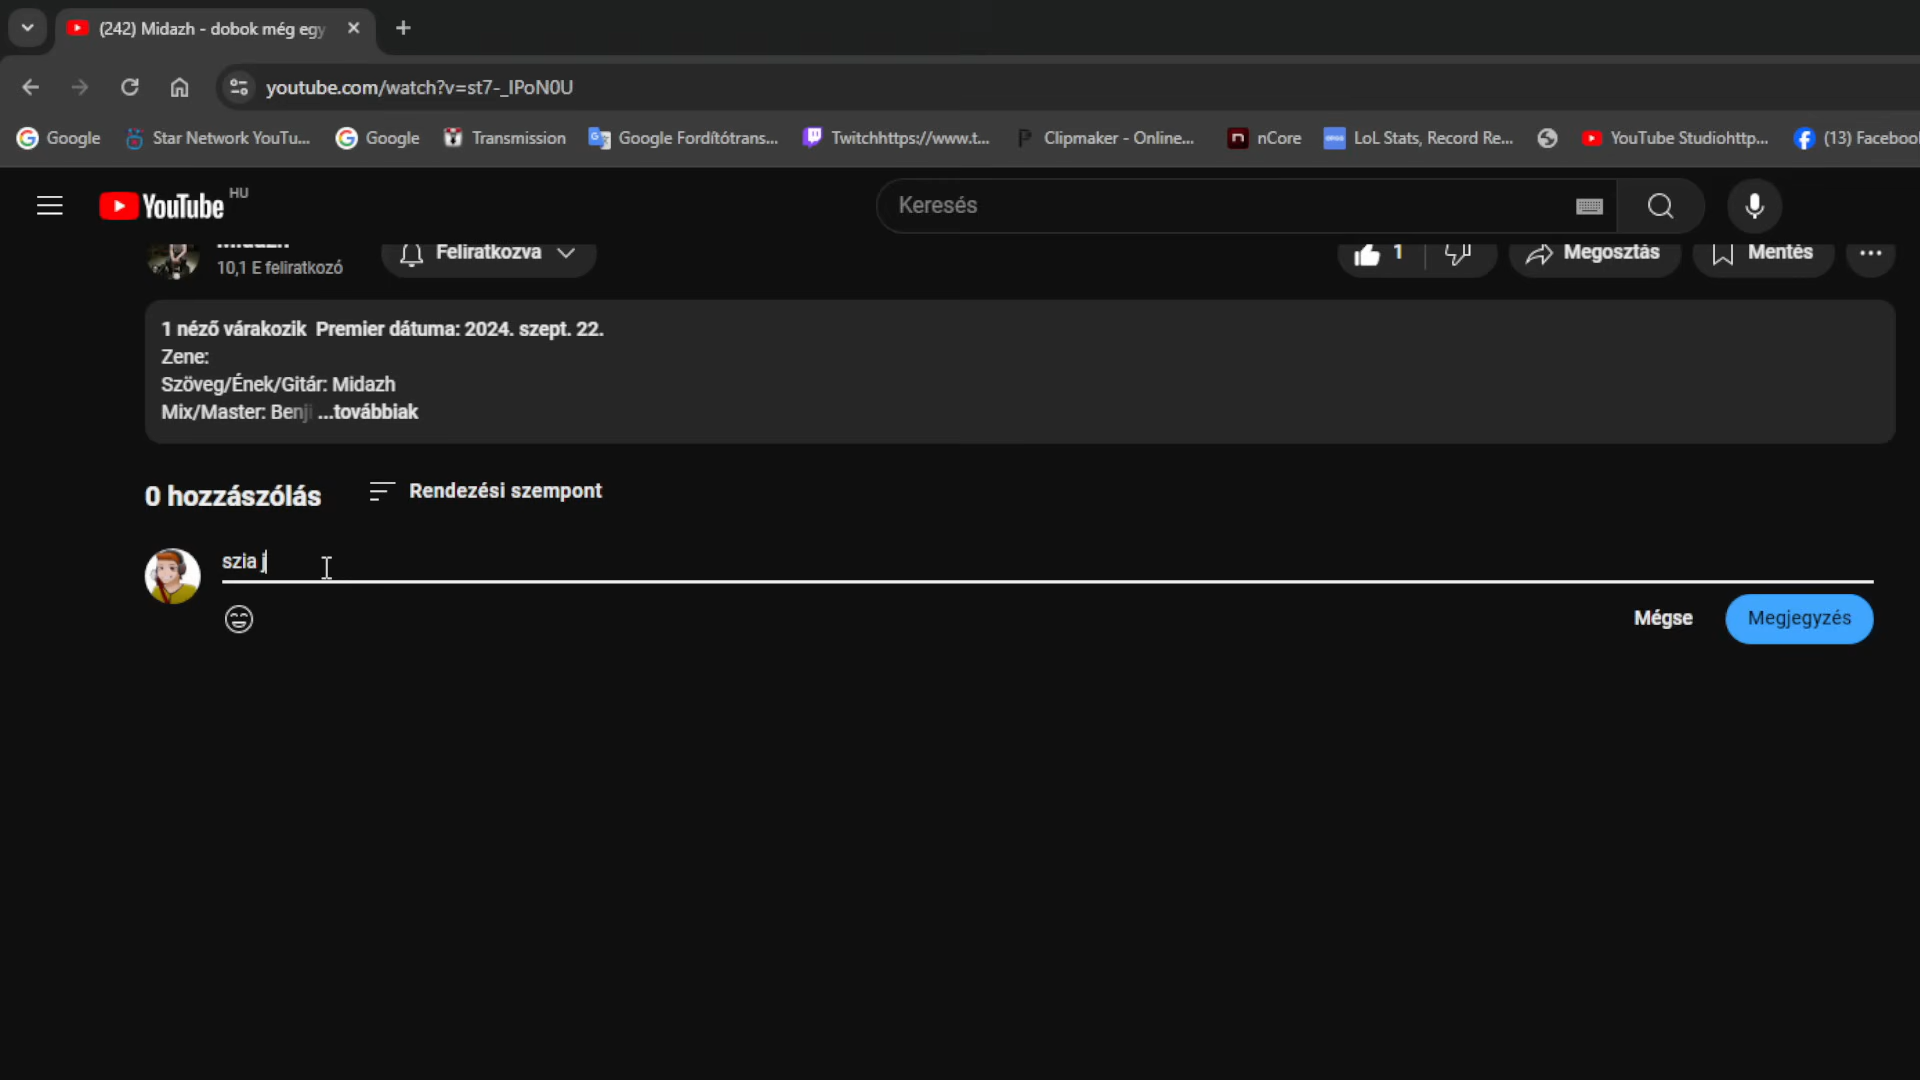 (242) Midazh - dobok még egy
youtube.com/watch?v=st7-_IPoN0U
Google Star Network YouTu... Google Transmission Google Fordítótrans... Twitchhttps://www.t... Clipmaker - Online... nCore LoL Stats, Record Re... YouTube Studiohttp... (13) Facebook
YouTube HU Keresés
Midazh
10,1 E feliratkozó Feliratkozva 1 Megosztás Mentés
1 néző várakozik Premier dátuma: 2024. szept. 22.
Zene:
Szöveg/Ének/Gitár: Midazh
Mix/Master: Benji ...továbbiak
0 hozzászólás Rendezési szempont
szia j
Mégse Megjegyzés